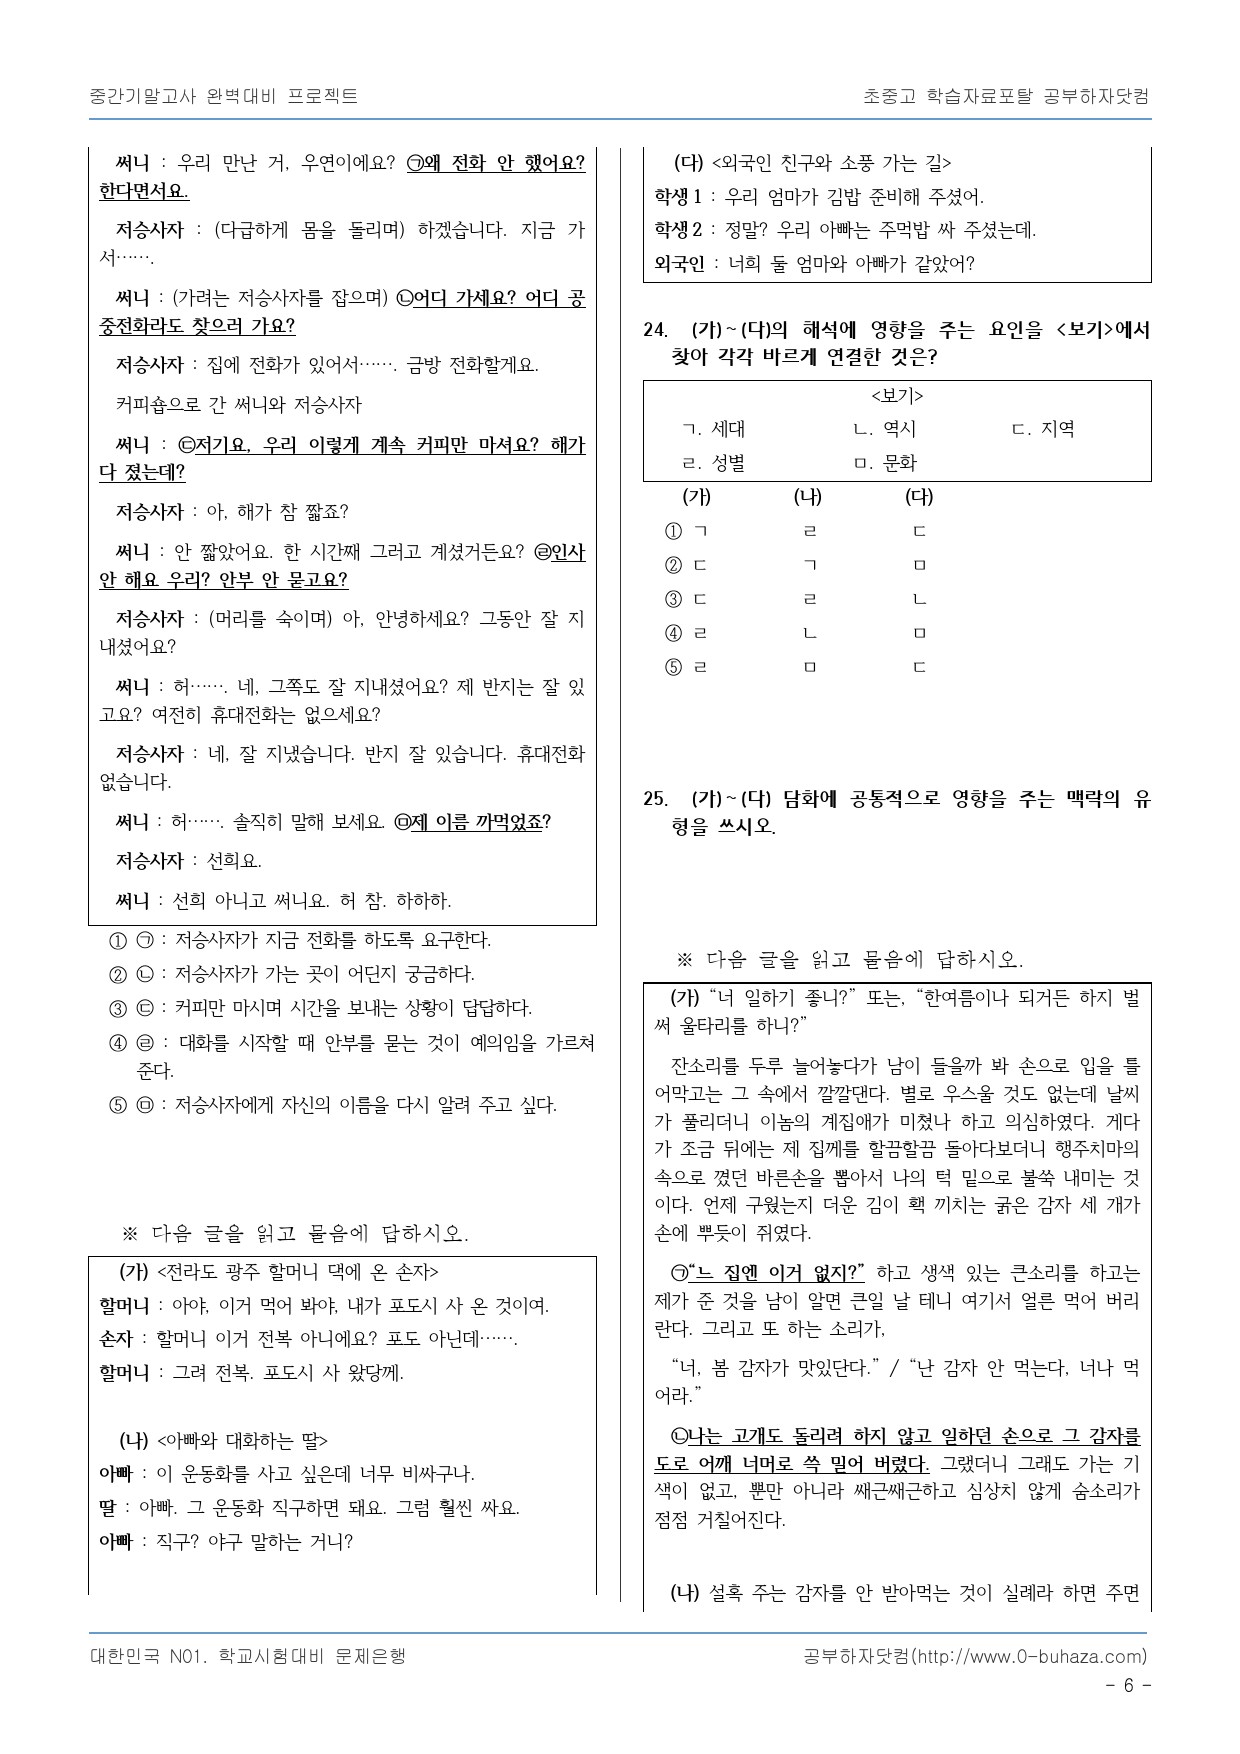 중간기말고사 완벽대비 프로젝트
초중고 학습자료포탈 공부하자닷컴
써니 : 우리 만난 거, 우연이에요? ㉠왜 전화 안 했어요?
한다면서요.
저승사자 : (다급하게 몸을 돌리며) 하겠습니다. 지금 가
서…….
써니 : (가려는 저승사자를 잡으며) ㉡어디 가세요? 어디 공
중전화라도 찾으러 가요?
저승사자 : 집에 전화가 있어서……. 금방 전화할게요.
커피숍으로 간 써니와 저승사자
써니 : ㉢저기요, 우리 이렇게 계속 커피만 마셔요? 해가
다 졌는데?
저승사자 : 아, 해가 참 짧죠?
써니 : 안 짧았어요. 한 시간째 그러고 계셨거든요? ㉣인사
안 해요 우리? 안부 안 묻고요?
저승사자 : (머리를 숙이며) 아, 안녕하세요? 그동안 잘 지
내셨어요?
써니 : 허……. 네, 그쪽도 잘 지내셨어요? 제 반지는 잘 있
고요? 여전히 휴대전화는 없으세요?
저승사자 : 네, 잘 지냈습니다. 반지 잘 있습니다. 휴대전화
없습니다.
써니 : 허……. 솔직히 말해 보세요. ㉤제 이름 까먹었죠?
저승사자 : 선희요.
써니 : 선희 아니고 써니요. 허 참. 하하하.
① ㉠ : 저승사자가 지금 전화를 하도록 요구한다.
② ㉡ : 저승사자가 가는 곳이 어딘지 궁금하다.
③ ㉢ : 커피만 마시며 시간을 보내는 상황이 답답하다.
④ ㉣ : 대화를 시작할 때 안부를 묻는 것이 예의임을 가르쳐
준다.
⑤ ㉤ : 저승사자에게 자신의 이름을 다시 알려 주고 싶다.
※ 다음 글을 읽고 물음에 답하시오.
(가) <전라도 광주 할머니 댁에 온 손자>
할머니 : 아야, 이거 먹어 봐야, 내가 포도시 사 온 것이여.
손자 : 할머니 이거 전복 아니에요? 포도 아닌데…….
할머니 : 그려 전복. 포도시 사 왔당께.
(나) <아빠와 대화하는 딸>
아빠 : 이 운동화를 사고 싶은데 너무 비싸구나.
딸 : 아빠. 그 운동화 직구하면 돼요. 그럼 훨씬 싸요.
아빠 : 직구? 야구 말하는 거니?
(다) <외국인 친구와 소풍 가는 길>
학생1 : 우리 엄마가 김밥 준비해 주셨어.
학생2 : 정말? 우리 아빠는 주먹밥 싸 주셨는데.
외국인 : 너희 둘 엄마와 아빠가 같았어?
24. (가)~(다)의 해석에 영향을 주는 요인을 <보기>에서
찾아 각각 바르게 연결한 것은?
<보기>
ㄱ. 세대 ㄴ. 역시 ㄷ. 지역
ㄹ. 성별 ㅁ. 문화
(가) (나) (다)
① ㄱ ㄹ ㄷ
② ㄷ ㄱ ㅁ
③ ㄷ ㄹ ㄴ
④ ㄹ ㄴ ㅁ
⑤ ㄹ ㅁ ㄷ
25. (가)~(다) 담화에 공통적으로 영향을 주는 맥락의 유
형을 쓰시오.
※ 다음 글을 읽고 물음에 답하시오.
(가) “너 일하기 좋니?” 또는, “한여름이나 되거든 하지 벌
써 울타리를 하니?”
잔소리를 두루 늘어놓다가 남이 들을까 봐 손으로 입을 틀
어막고는 그 속에서 깔깔댄다. 별로 우스울 것도 없는데 날씨
가 풀리더니 이놈의 계집애가 미쳤나 하고 의심하였다. 게다
가 조금 뒤에는 제 집께를 할끔할끔 돌아다보더니 행주치마의
속으로 꼈던 바른손을 뽑아서 나의 턱 밑으로 불쑥 내미는 것
이다. 언제 구웠는지 더운 김이 홱 끼치는 굵은 감자 세 개가
손에 뿌듯이 쥐였다.
㉠“느 집엔 이거 없지?” 하고 생색 있는 큰소리를 하고는
제가 준 것을 남이 알면 큰일 날 테니 여기서 얼른 먹어 버리
란다. 그리고 또 하는 소리가,
“너, 봄 감자가 맛있단다.” / “난 감자 안 먹는다, 너나 먹
어라.”
㉡나는 고개도 돌리려 하지 않고 일하던 손으로 그 감자를
도로 어깨 너머로 쓱 밀어 버렸다. 그랬더니 그래도 가는 기
색이 없고, 뿐만 아니라 쌔근쌔근하고 심상치 않게 숨소리가
점점 거칠어진다.
(나) 설혹 주는 감자를 안 받아먹는 것이 실례라 하면 주면
대한민국 N01. 학교시험대비 문제은행
공부하자닷컴(http://www.0-buhaza.com)
- 6 -